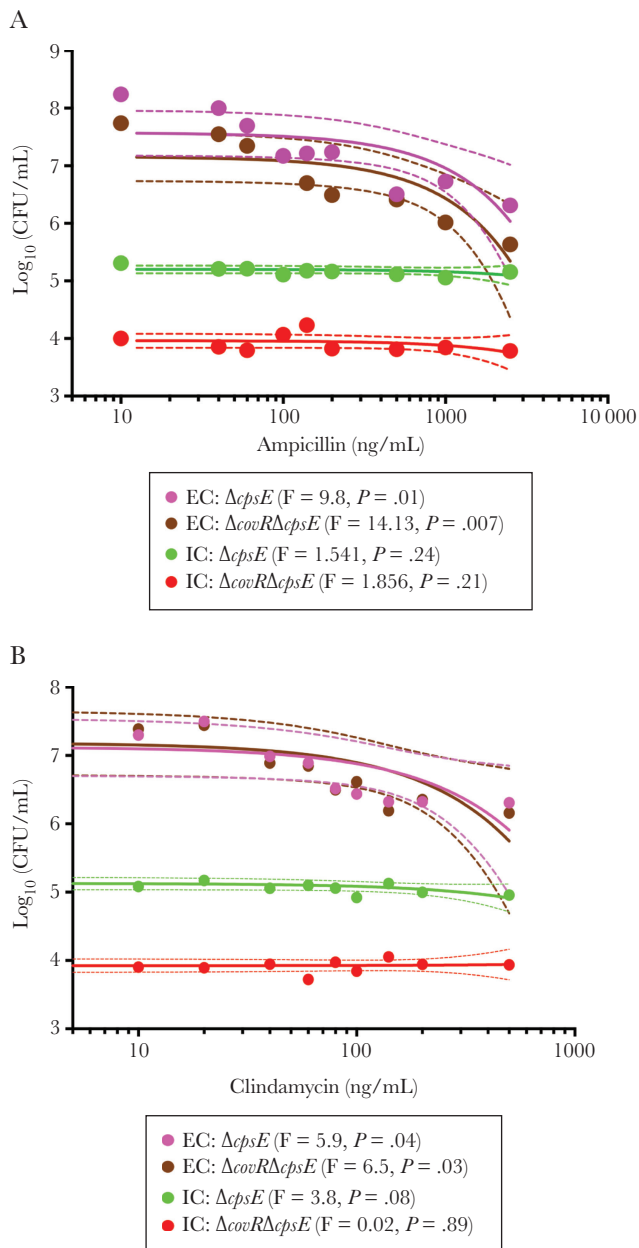 A
9
8
7
6
5
4
3
Log₁₀ (CFU/mL)
10
100
1000
10 000
Ampicillin (ng/mL)
EC: ΔcpsE (F = 9.8, P = .01)
EC: ΔcovRΔcpsE (F = 14.13, P = .007)
IC: ΔcpsE (F = 1.541, P = .24)
IC: ΔcovRΔcpsE (F = 1.856, P = .21)
B
8
7
6
5
4
3
Log₁₀ (CFU/mL)
10
100
1000
Clindamycin (ng/mL)
EC: ΔcpsE (F = 5.9, P = .04)
EC: ΔcovRΔcpsE (F = 6.5, P = .03)
IC: ΔcpsE (F = 3.8, P = .08)
IC: ΔcovRΔcpsE (F = 0.02, P = .89)